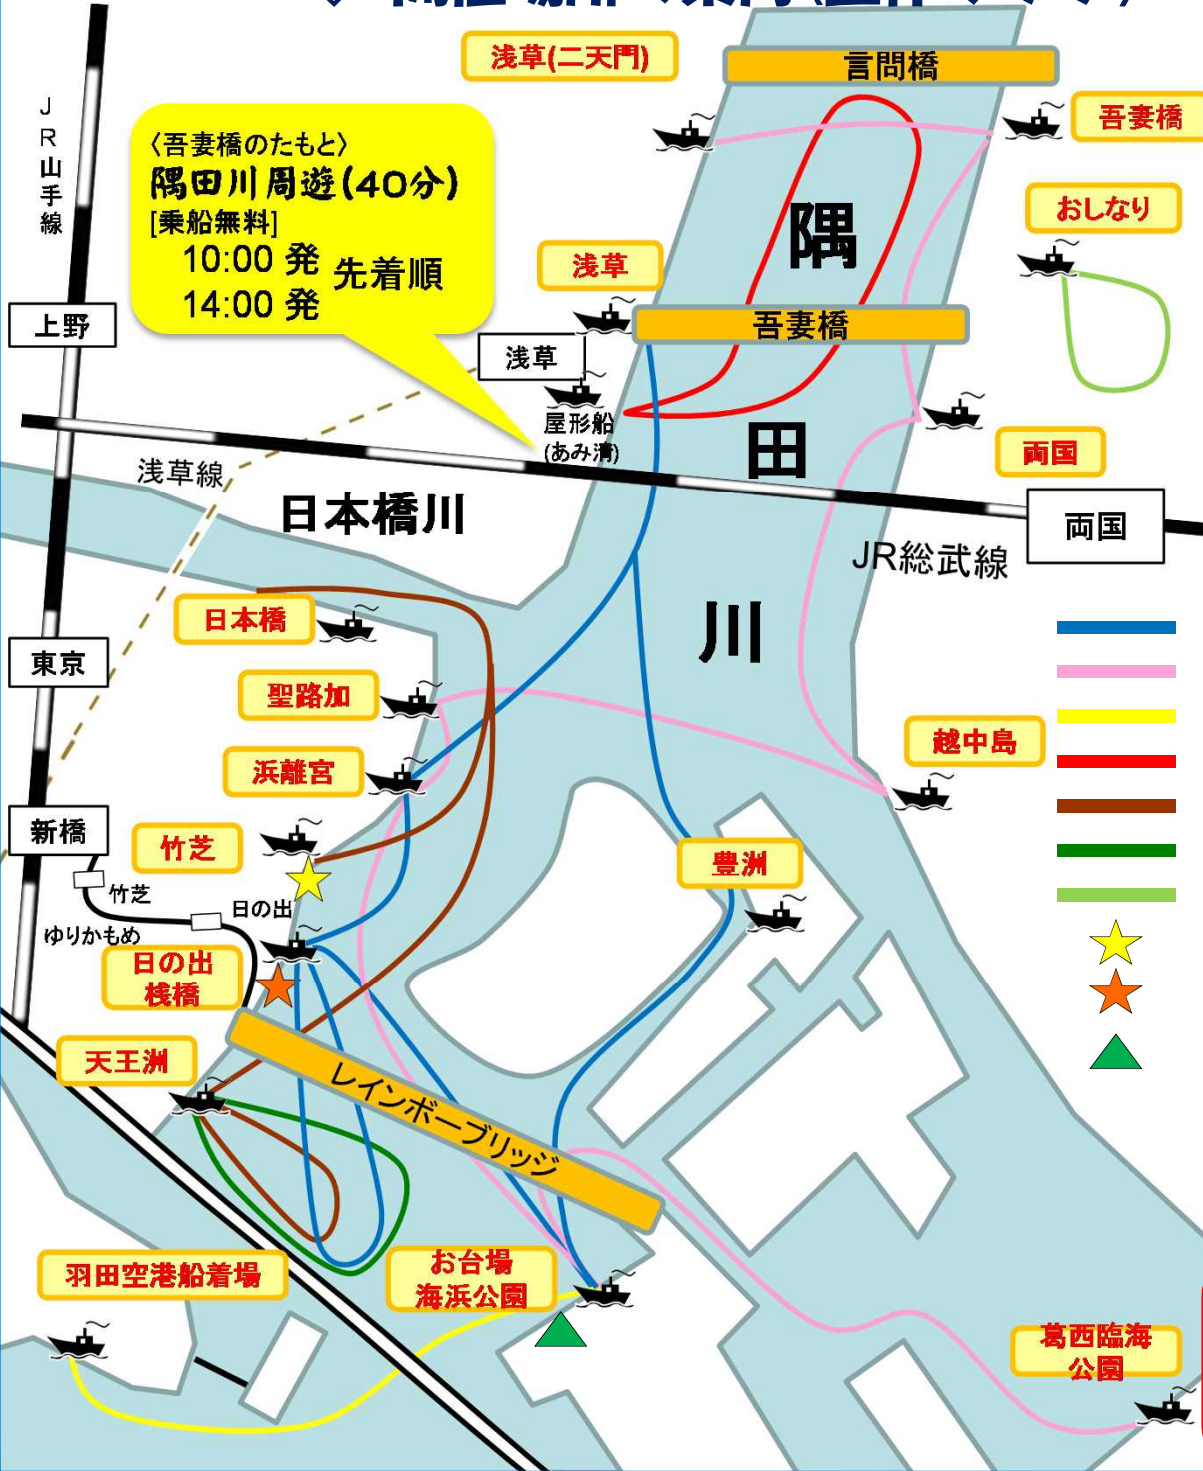 浅草(二天門)
言問橋
吾妻橋
JR山手線
〈吾妻橋のたもと〉
隅田川周遊(40分)
[乗船無料]
10:00 発
14:00 発
先着順
おしなり
浅草
上野
吾妻橋
浅草
屋形船
(あみ清)
隅田川
両国
浅草線
日本橋川
両国
JR総武線
日本橋
東京
聖路加
越中島
浜離宮
新橋
竹芝
豊洲
竹芝
日の出
ゆりかもめ
日の出
桟橋
天王洲
レインボーブリッジ
羽田空港船着場
お台場
海浜公園
葛西臨海
公園